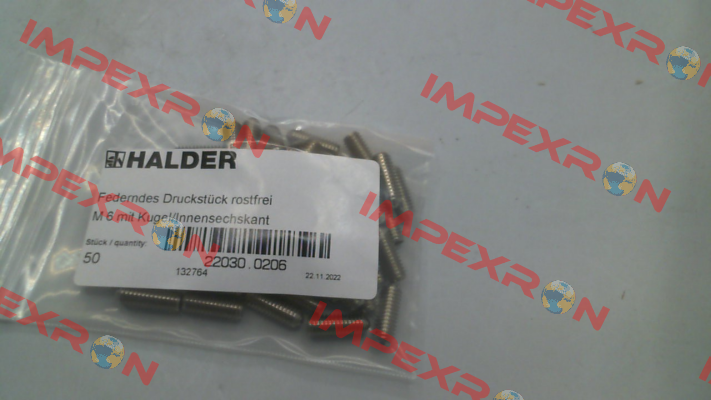 HALDER
Federndes Druckstück rostfrei
M 6 mit Kugel/Innensechskant
Stück / quantity:
50
22030.0206
132764
22.11.2022
IMPEXRON
IMPEXRON
IMPEXRON
IMPEXRON
IMPEXRON
IMPEXRON